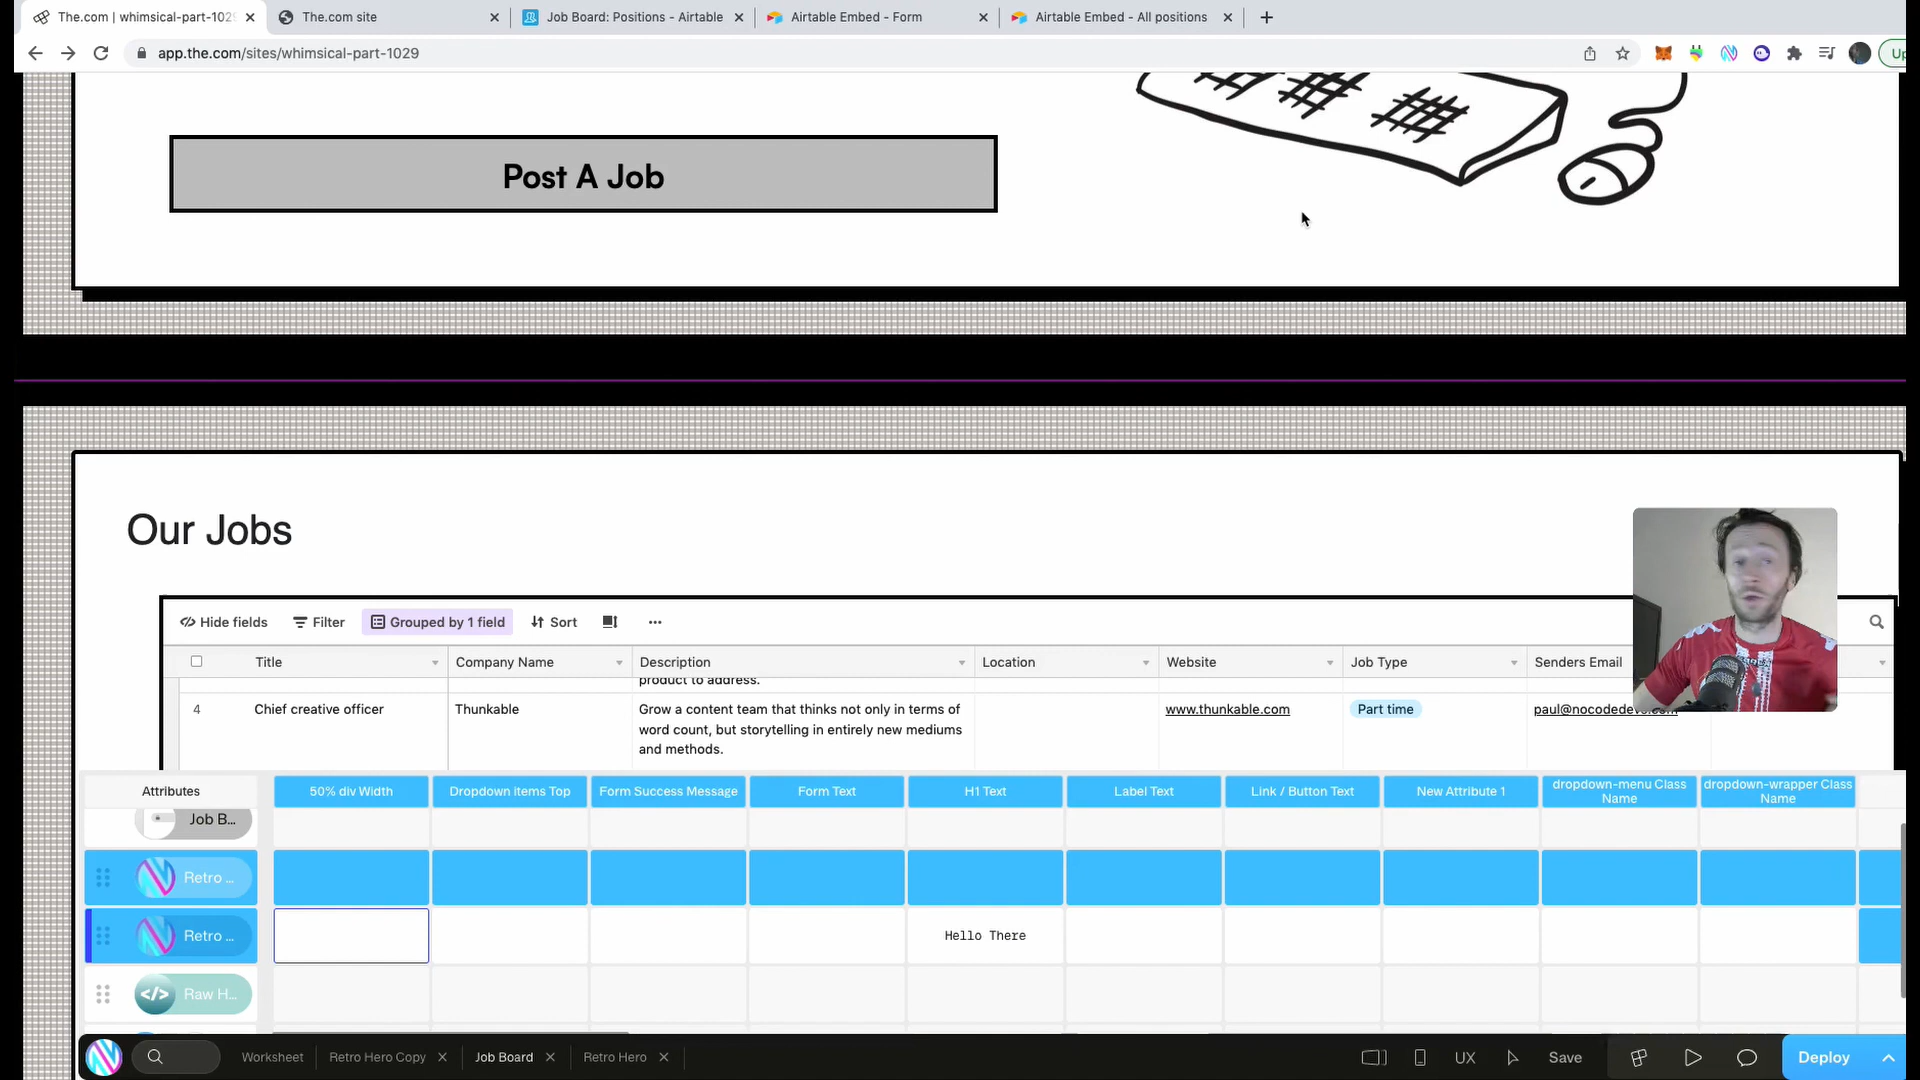 The.com | whimsical-part-1029
The.com site
Job Board: Positions - Airtable
Airtable Embed - Form
Airtable Embed - All positions
app.the.com/sites/whimsical-part-1029
Post A Job
Our Jobs
Hide fields
Filter
Grouped by 1 field
Sort
Title
Company Name
Description
Location
Website
Job Type
Senders Email
product to address.
4
Chief creative officer
Thunkable
Grow a content team that thinks not only in terms of
word count, but storytelling in entirely new mediums
and methods.
www.thunkable.com
Part time
Attributes
50% div Width
Dropdown items Top
Form Success Message
Form Text
H1 Text
Label Text
Link / Button Text
New Attribute 1
dropdown-menu Class
Name
dropdown-wrapper Class
Name
Job B...
Retro ...
Retro ...
Hello There
Raw H...
Worksheet
Retro Hero Copy
Job Board
Retro Hero
UX
Save
Deploy